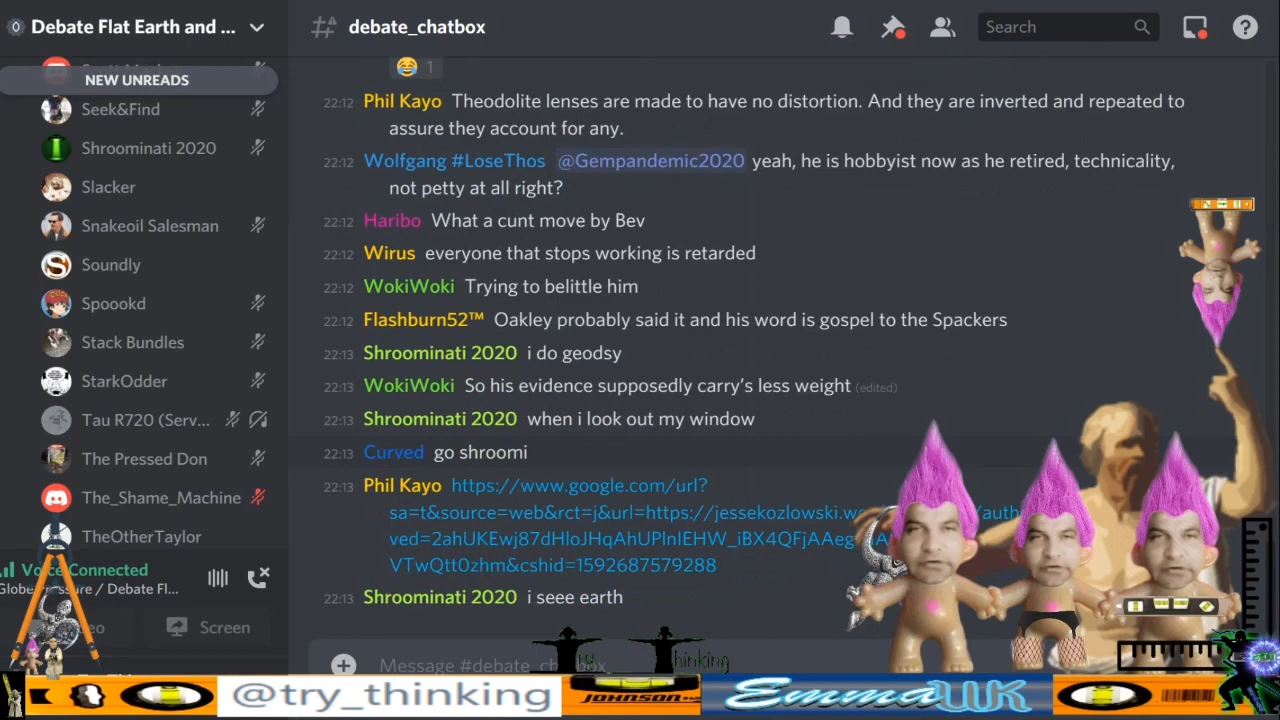 Debate Flat Earth and ...
debate_chatbox
Search
NEW UNREADS
Seek&Find
Shroominati 2020
Slacker
Snakeoil Salesman
Soundly
Spoookd
Stack Bundles
StarkOdder
Tau R720 (Serv...
The Pressed Don
The_Shame_Machine
TheOtherTaylor
Connected
/ Debate Fl...
Screen
1
22:12 Phil Kayo Theodolite lenses are made to have no distortion. And they are inverted and repeated to
assure they account for any.
22:12 Wolfgang #LoseThos @Gempandemic2020 yeah, he is hobbyist now as he retired, technicality,
not petty at all right?
22:12 Haribo What a cunt move by Bev
22:12 Wirus everyone that stops working is retarded
22:12 WokiWoki Trying to belittle him
22:12 Flashburn52™ Oakley probably said it and his word is gospel to the Spackers
22:13 Shroominati 2020 i do geodsy
22:13 WokiWoki So his evidence supposedly carry's less weight (edited)
22:13 Shroominati 2020 when i look out my window
22:13 Curved go shroomi
22:13 Phil Kayo https://www.google.com/url?
sa=t&source=web&rct=j&url=https://jessekozlowski.w
VTwQtt0zhm&cshid=1592687579288
22:13 Shroominati 2020 i seee earth
Message #debate_ch
@try_thinking
JOHNSON
EmmaUK